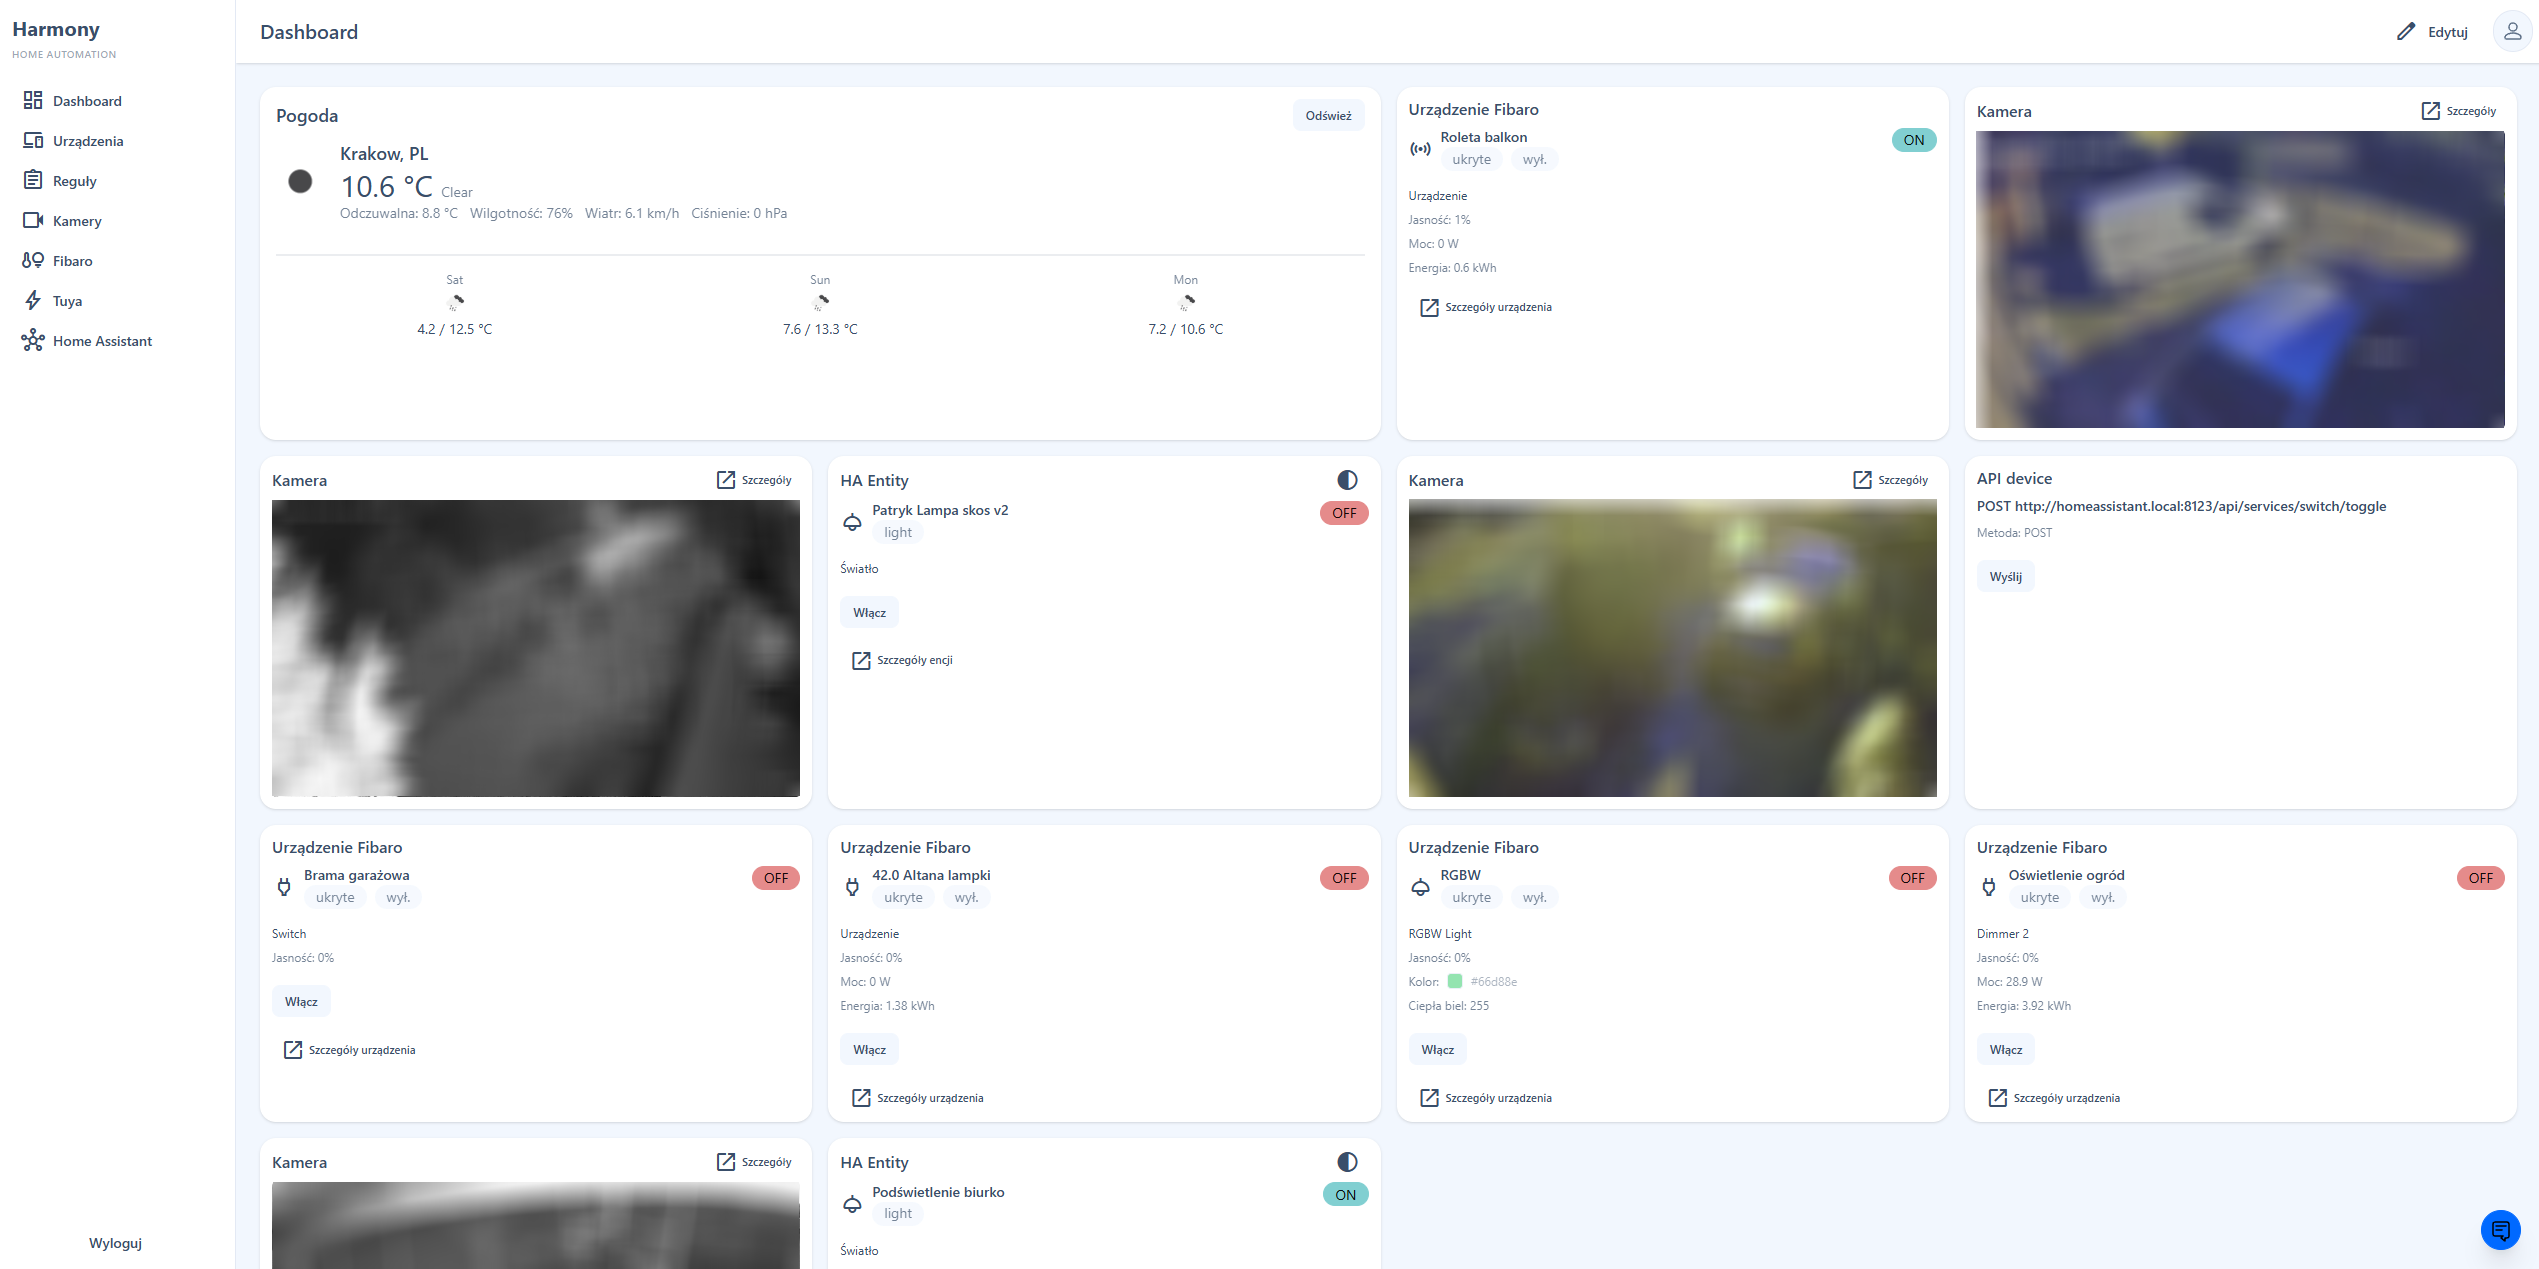 Harmony
HOME AUTOMATION
Dashboard
Urządzenia
Reguły
Kamery
Fibaro
Tuya
Home Assistant
Wyloguj
Dashboard
Edytuj
Pogoda
Odśwież
Krakow, PL
10.6 °C Clear
Odczuwalna: 8.8 °C Wilgotność: 76% Wiatr: 6.1 km/h Ciśnienie: 0 hPa
Sat Sun Mon
4.2 / 12.5 °C 7.6 / 13.3 °C 7.2 / 10.6 °C
Urządzenie Fibaro
Roleta balkon
ON
ukryte wył.
Urządzenie
Jasność: 1%
Moc: 0 W
Energia: 0.6 kWh
Szczegóły urządzenia
Kamera
Szczegóły
Kamera
Szczegóły
HA Entity
Patryk Lampa skos v2
OFF
light
Światło
Włącz
Szczegóły encji
Kamera
Szczegóły
API device
POST http://homeassistant.local:8123/api/services/switch/toggle
Metoda: POST
Wyślij
Urządzenie Fibaro
Brama garażowa
OFF
ukryte wył.
Switch
Jasność: 0%
Włącz
Szczegóły urządzenia
Urządzenie Fibaro
42.0 Altana lampki
OFF
ukryte wył.
Urządzenie
Jasność: 0%
Moc: 0 W
Energia: 1.38 kWh
Włącz
Szczegóły urządzenia
Urządzenie Fibaro
RGBW
OFF
ukryte wył.
RGBW Light
Jasność: 0%
Kolor: #66d88e
Ciepła biel: 255
Włącz
Szczegóły urządzenia
Urządzenie Fibaro
Oświetlenie ogród
OFF
ukryte wył.
Dimmer 2
Jasność: 0%
Moc: 28.9 W
Energia: 3.92 kWh
Włącz
Szczegóły urządzenia
Kamera
Szczegóły
HA Entity
Podświetlenie biurko
ON
light
Światło